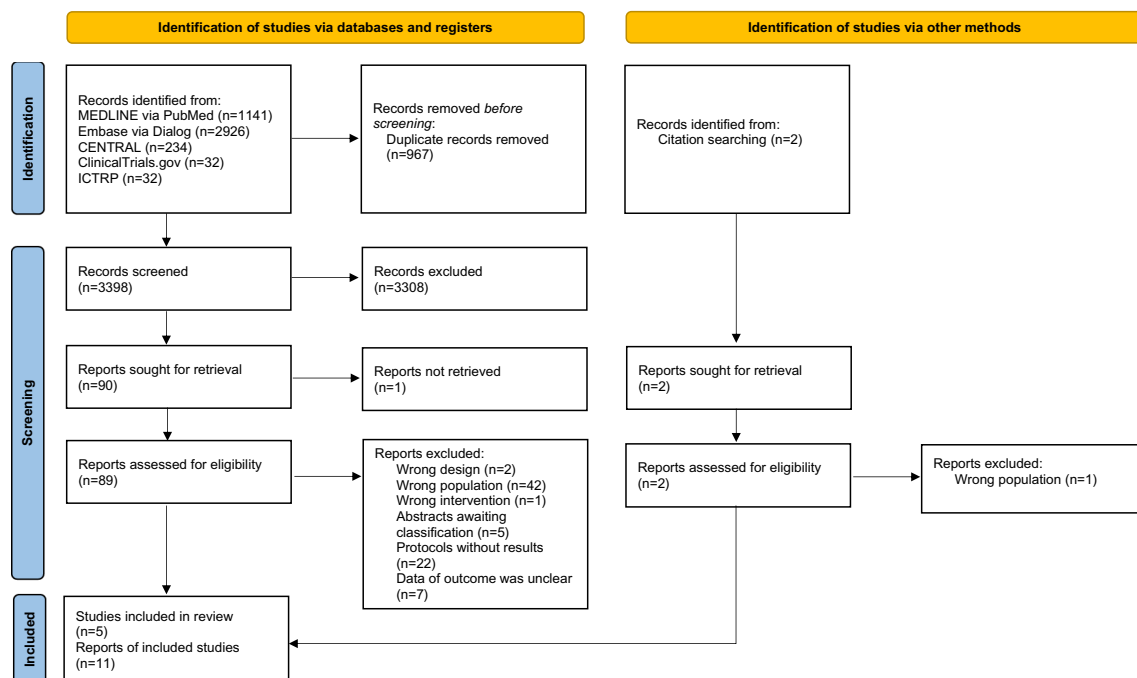 Identification of studies via databases and registers
Identification of studies via other methods
Identification
Records identified from:
MEDLINE via PubMed (n=1141)
Embase via Dialog (n=2926)
CENTRAL (n=234)
ClinicalTrials.gov (n=32)
ICTRP (n=32)
Records removed before
screening:
Duplicate records removed
(n=967)
Records identified from:
Citation searching (n=2)
Screening
Records screened
(n=3398)
Records excluded
(n=3308)
Reports sought for retrieval
(n=90)
Reports not retrieved
(n=1)
Reports sought for retrieval
(n=2)
Reports assessed for eligibility
(n=89)
Reports excluded:
Wrong design (n=2)
Wrong population (n=42)
Wrong intervention (n=1)
Abstracts awaiting
classification (n=5)
Protocols without results
(n=22)
Data of outcome was unclear
(n=7)
Reports assessed for eligibility
(n=2)
Reports excluded:
Wrong population (n=1)
Included
Studies included in review
(n=5)
Reports of included studies
(n=11)